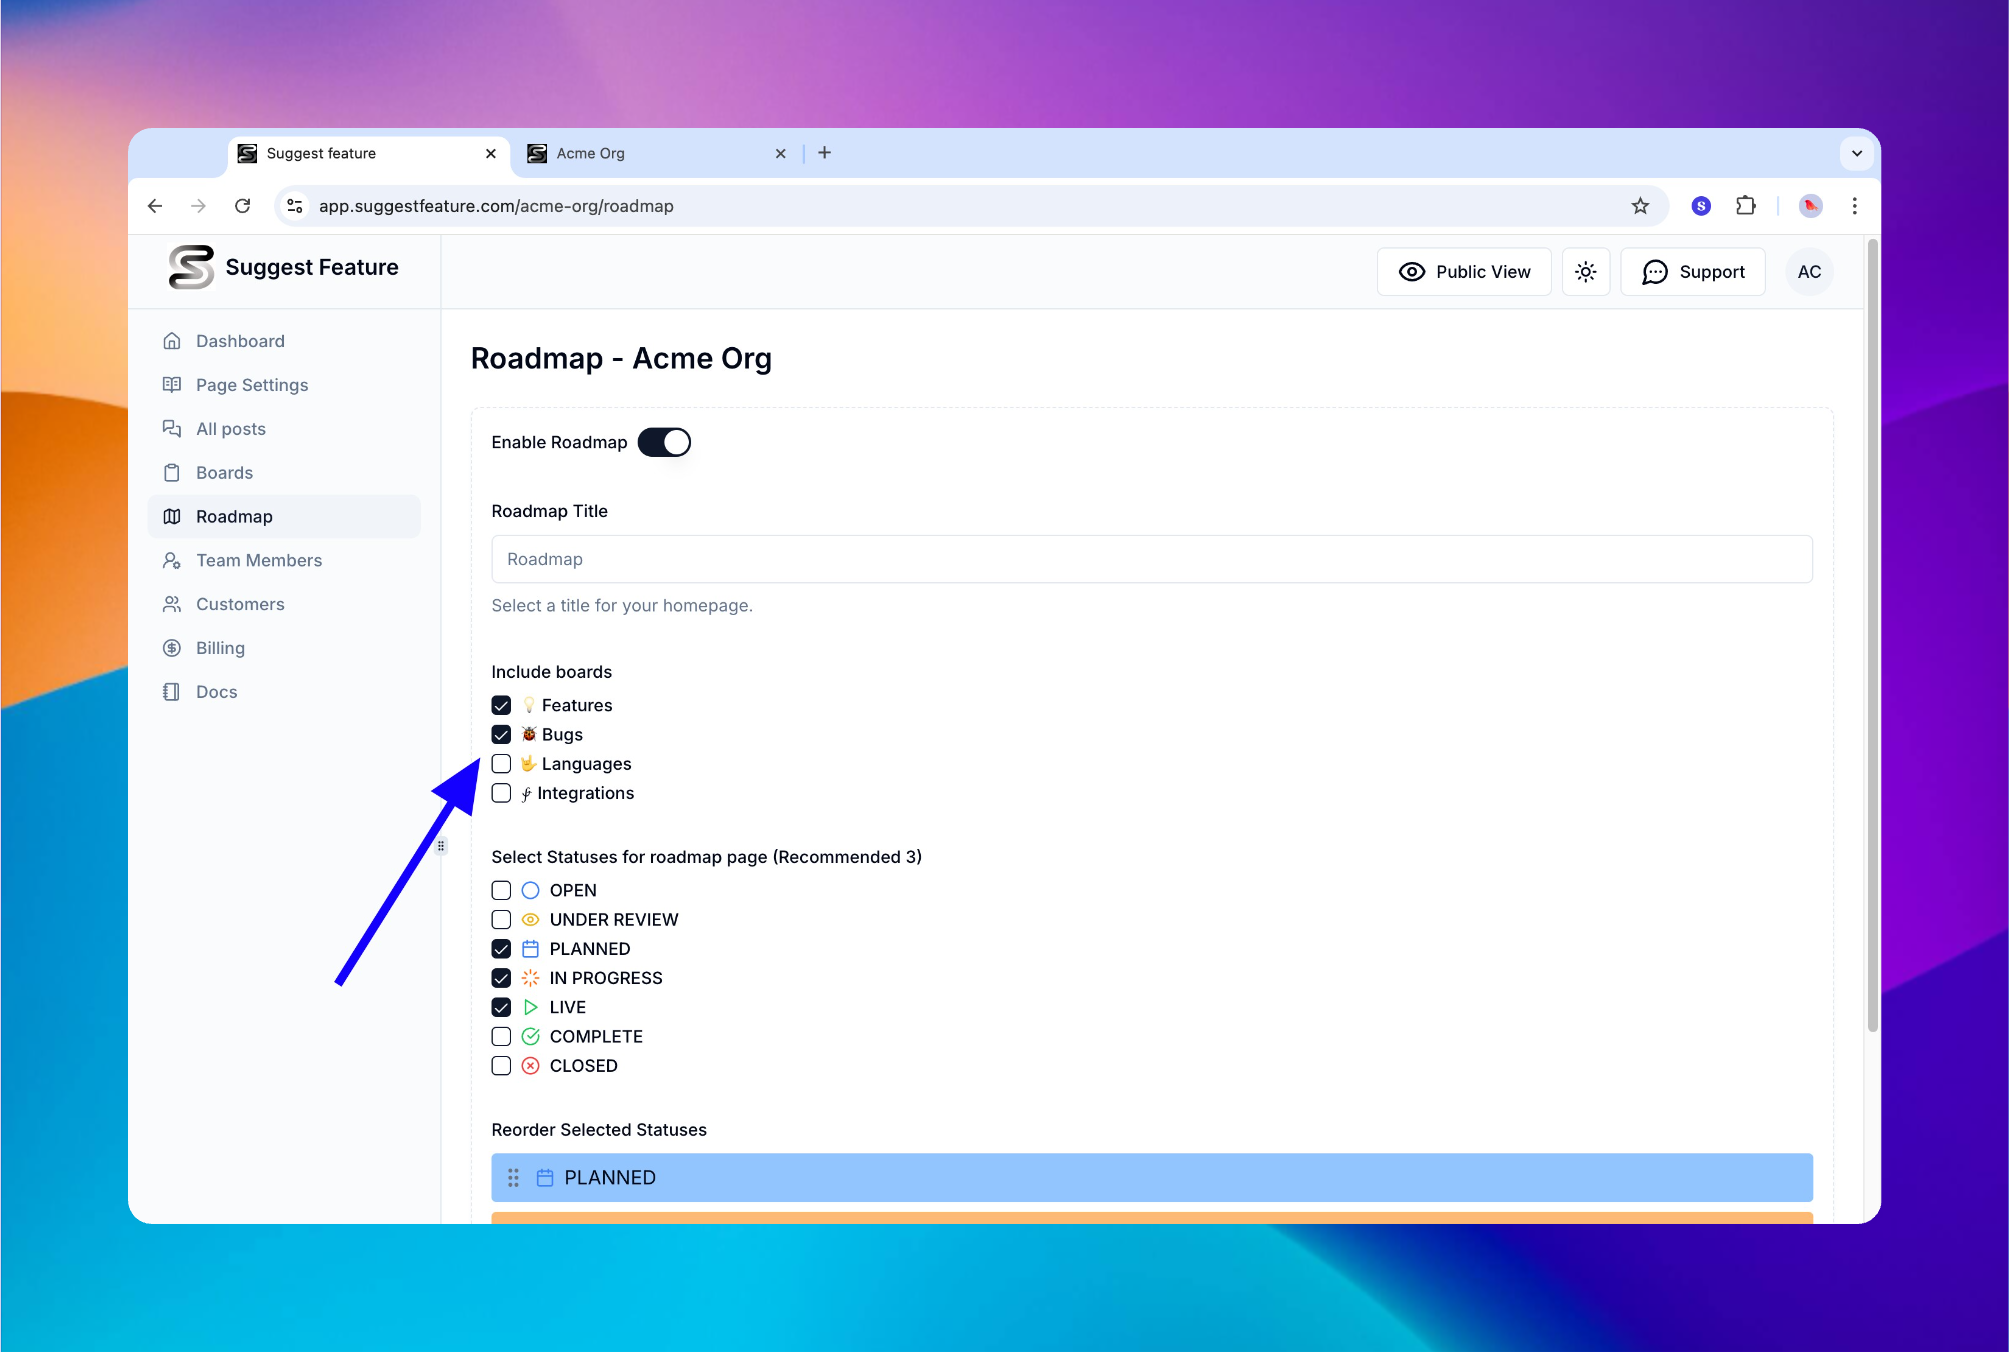 Suggest feature
Acme Org
app.suggestfeature.com/acme-org/roadmap
S
Suggest Feature
Public View
Support
AC
Dashboard
Page Settings
All posts
Boards
Roadmap
Team Members
Customers
Billing
Docs
Roadmap - Acme Org
Enable Roadmap
Roadmap Title
Roadmap
Select a title for your homepage.
Include boards
💡 Features
🐞 Bugs
🤟 Languages
Integrations
Select Statuses for roadmap page (Recommended 3)
OPEN
UNDER REVIEW
PLANNED
IN PROGRESS
LIVE
COMPLETE
CLOSED
Reorder Selected Statuses
PLANNED